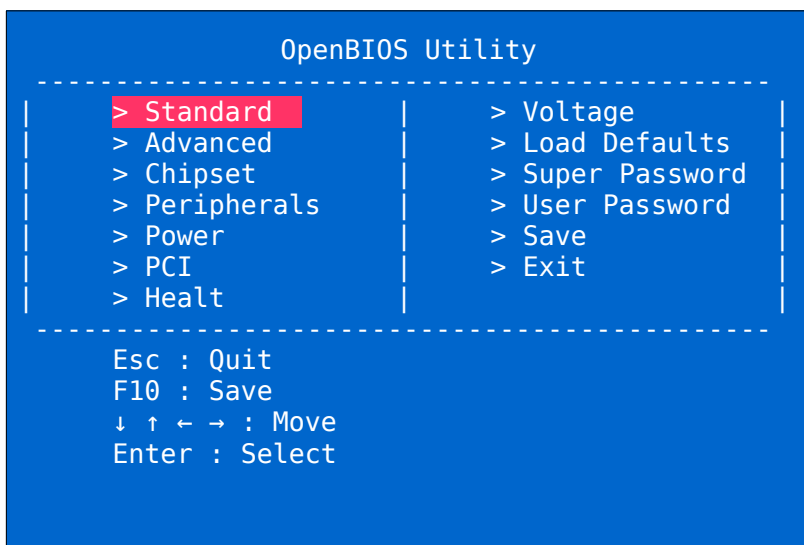 OpenBIOS Utility
----------------------------------------------
| > Standard | > Voltage |
| > Advanced | > Load Defaults |
| > Chipset | > Super Password |
| > Peripherals | > User Password |
| > Power | > Save |
| > PCI | > Exit |
| > Healt | |
----------------------------------------------
Esc : Quit
F10 : Save
↓ ↑ ← → : Move
Enter : Select